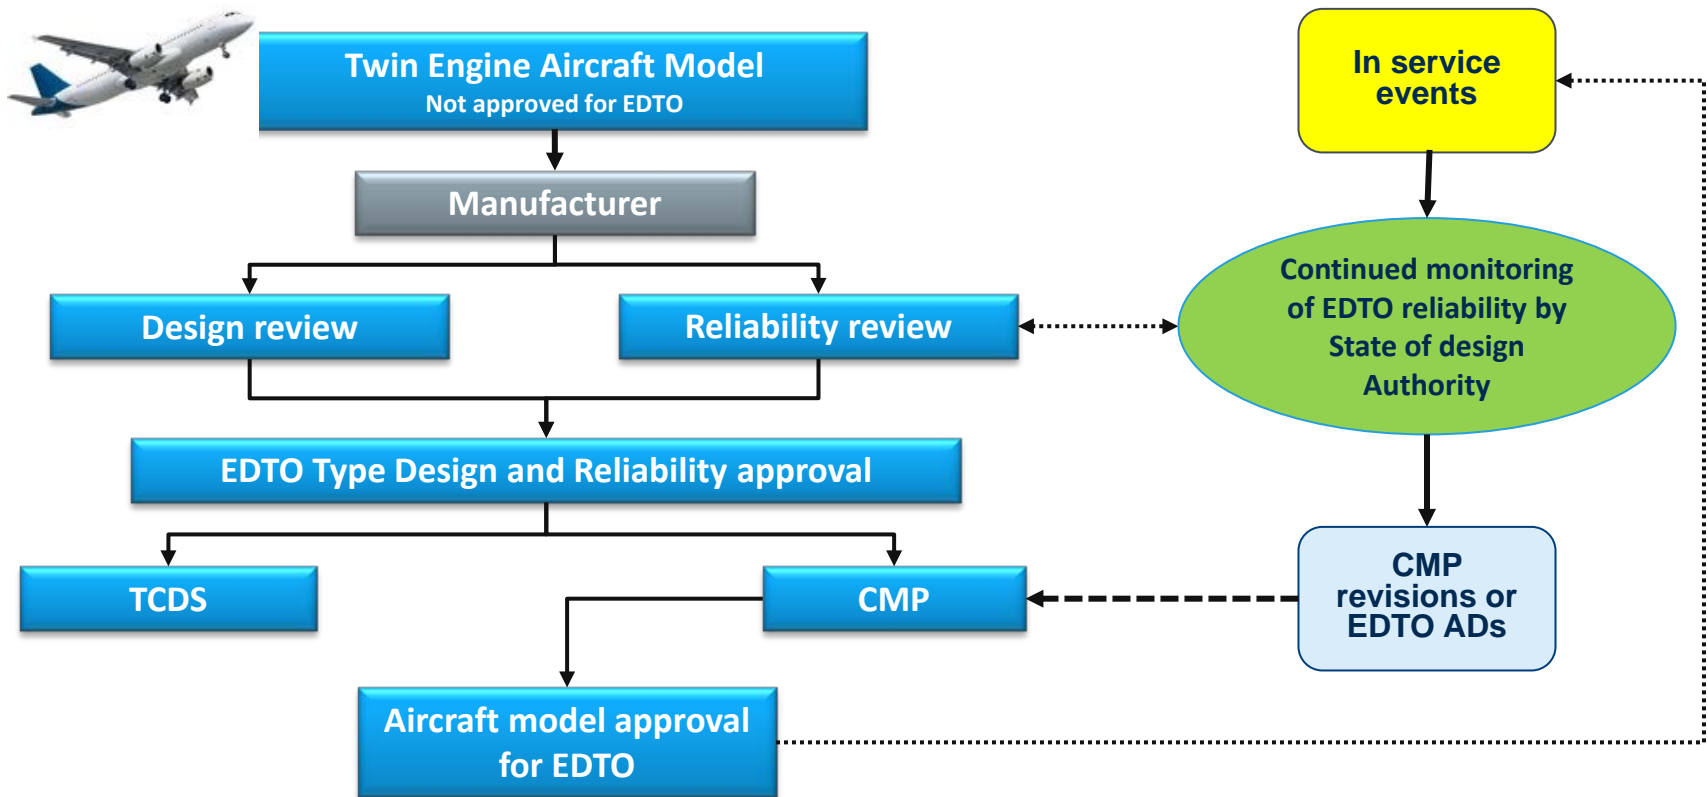 Twin Engine Aircraft Model
Not approved for EDTO
Manufacturer
Design review
Reliability review
EDTO Type Design and Reliability approval
TCDS
CMP
Aircraft model approval
for EDTO
In service
events
Continued monitoring
of EDTO reliability by
State of design
Authority
CMP
revisions or
EDTO ADs